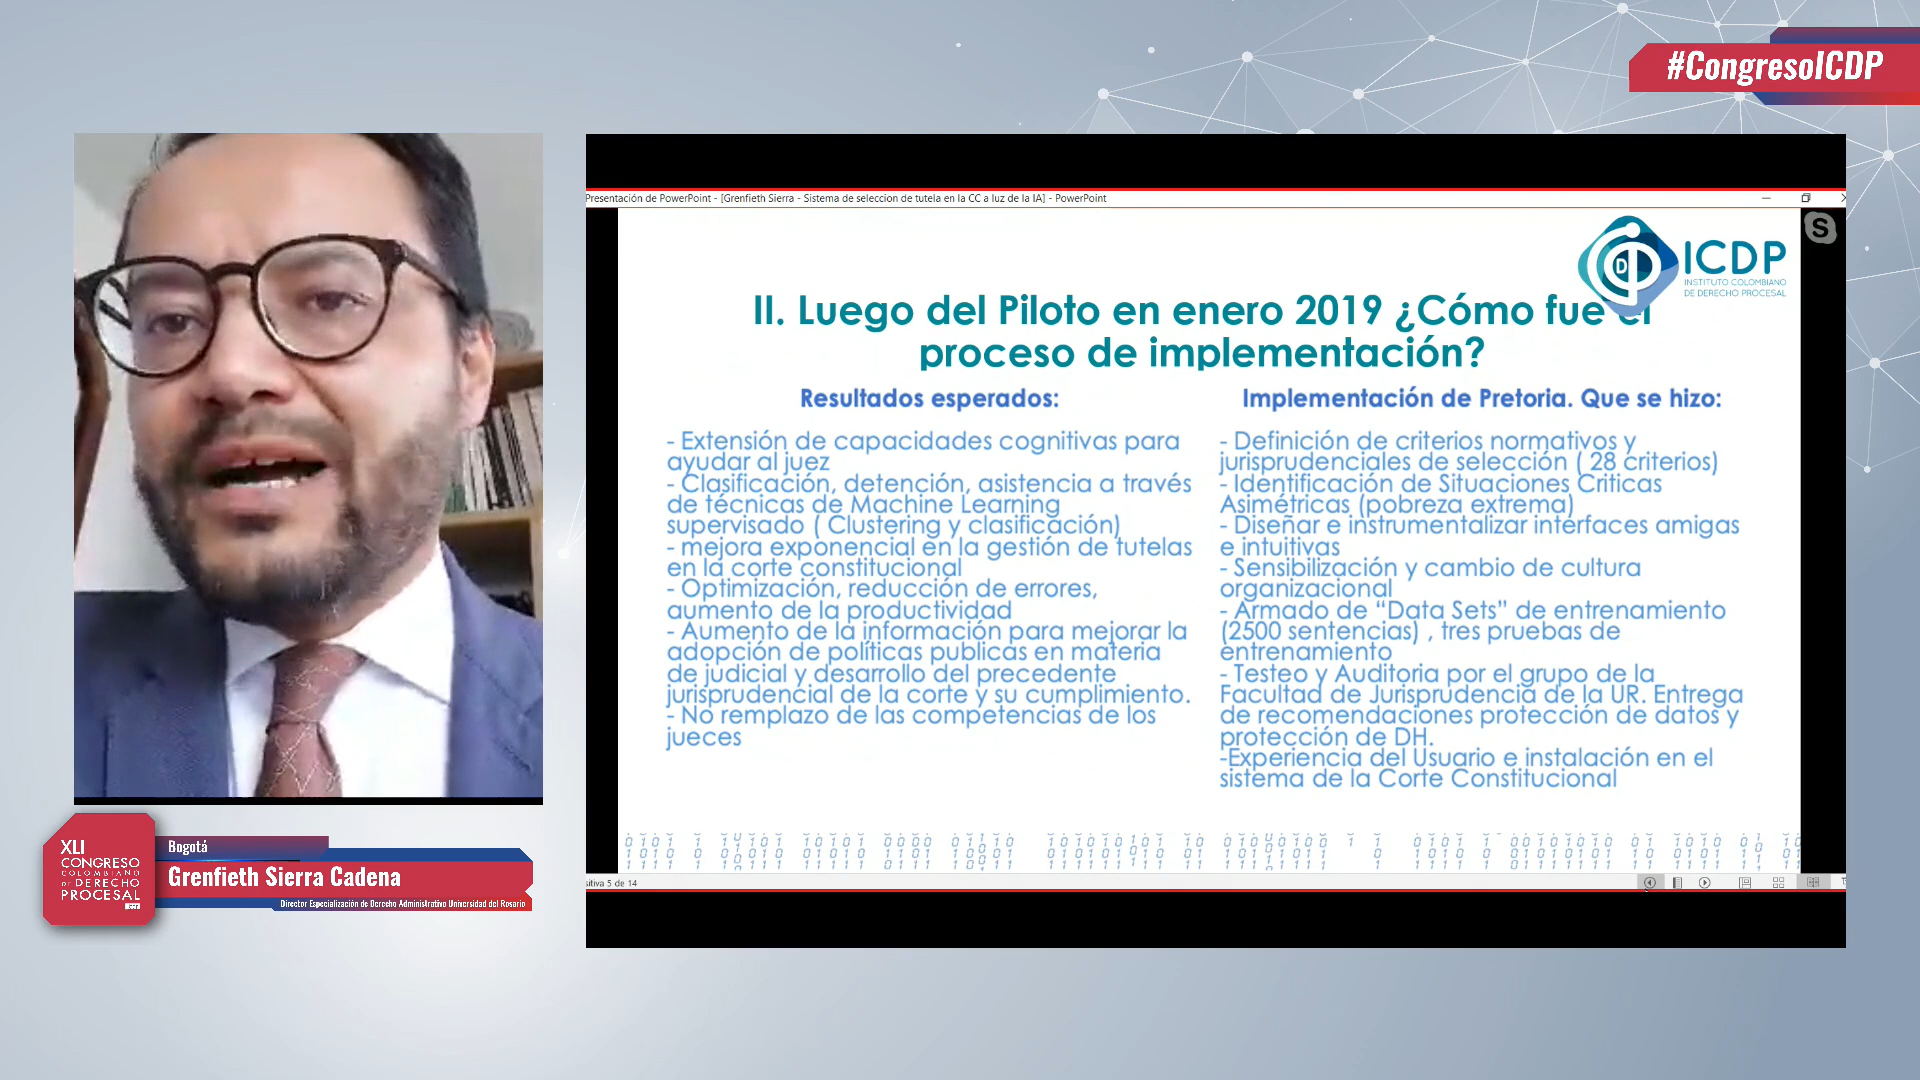 #CongresoICDP
Presentación de PowerPoint - [Grenfieth Sierra - Sistema de seleccion de tutela en la CC a luz de la IA] - PowerPoint
S
ICDP
INSTITUTO COLOMBIANO
DE DERECHO PROCESAL
II. Luego del Piloto en enero 2019 ¿Cómo fue el
proceso de implementación?
Resultados esperados:
- Extensión de capacidades cognitivas para
ayudar al juez
- Clasificación, detención, asistencia a través
de técnicas de Machine Learning
supervisado ( Clustering y clasificación)
- mejora exponencial en la gestión de tutelas
en la corte constitucional
- Optimización, reducción de errores,
aumento de la productividad
- Aumento de la información para mejorar la
adopción de políticas publicas en materia
de judicial y desarrollo del precedente
jurisprudencial de la corte y su cumplimiento.
- No remplazo de las competencias de los
jueces
Implementación de Pretoria. Que se hizo:
- Definición de criterios normativos y
jurisprudenciales de selección ( 28 criterios)
- Identificación de Situaciones Criticas
Asimétricas (pobreza extrema)
- Diseñar e instrumentalizar interfaces amigas
e intuitivas
- Sensibilización y cambio de cultura
organizacional
- Armado de “Data Sets” de entrenamiento
(2500 sentencias) , tres pruebas de
entrenamiento
- Testeo y Auditoria por el grupo de la
Facultad de Jurisprudencia de la UR. Entrega
de recomendaciones protección de datos y
protección de DH.
-Experiencia del Usuario e instalación en el
sistema de la Corte Constitucional
sitiva 5 de 14
XLI
CONGRESO
COLOMBIANO
DE DERECHO
PROCESAL
Bogotá
Grenfieth Sierra Cadena
Director Especialización de Derecho Administrativo Universidad del Rosario